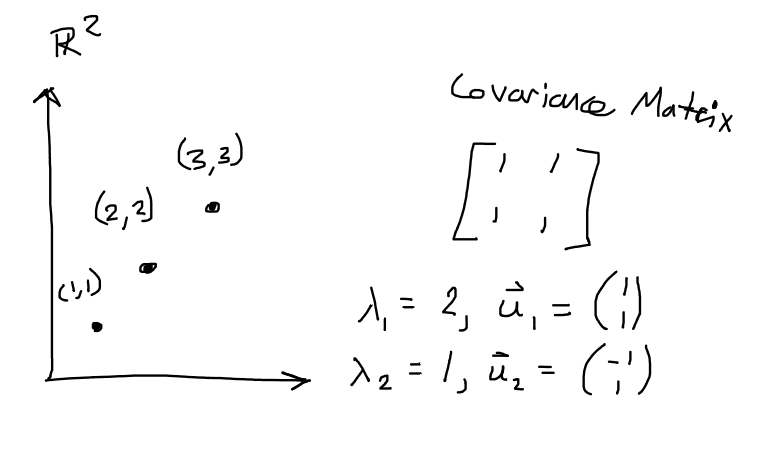 ℝ²
(3,3)
(2,2)
(1,1)
Covariance Matrix
[1 1
1 1]
λ₁ = 2, u⃗₁ = (1 1)
λ₂ = 1, u⃗₂ = (-1 1)